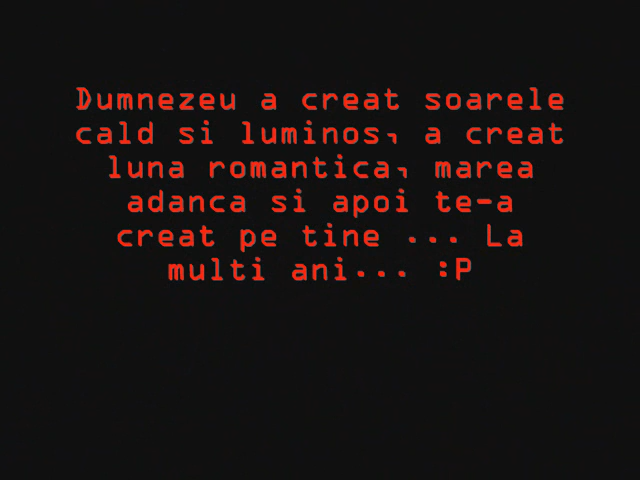 Dumnezeu a creat soarele
cald si luminos, a creat
luna romantica, marea
adanca si apoi te-a
creat pe tine ... La
multi ani... :P